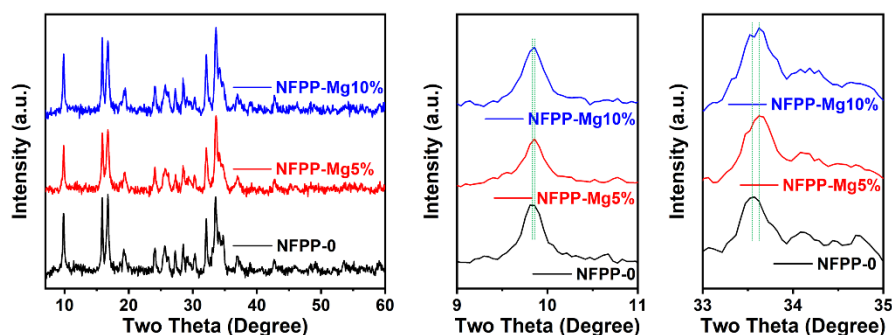 Intensity (a.u.)
NFPP-Mg10%
NFPP-Mg5%
NFPP-0
10 20 30 40 50 60
Two Theta (Degree)
Intensity (a.u.)
NFPP-Mg10%
NFPP-Mg5%
NFPP-0
9 10 11
Two Theta (Degree)
Intensity (a.u.)
NFPP-Mg10%
NFPP-Mg5%
NFPP-0
33 34 35
Two Theta (Degree)